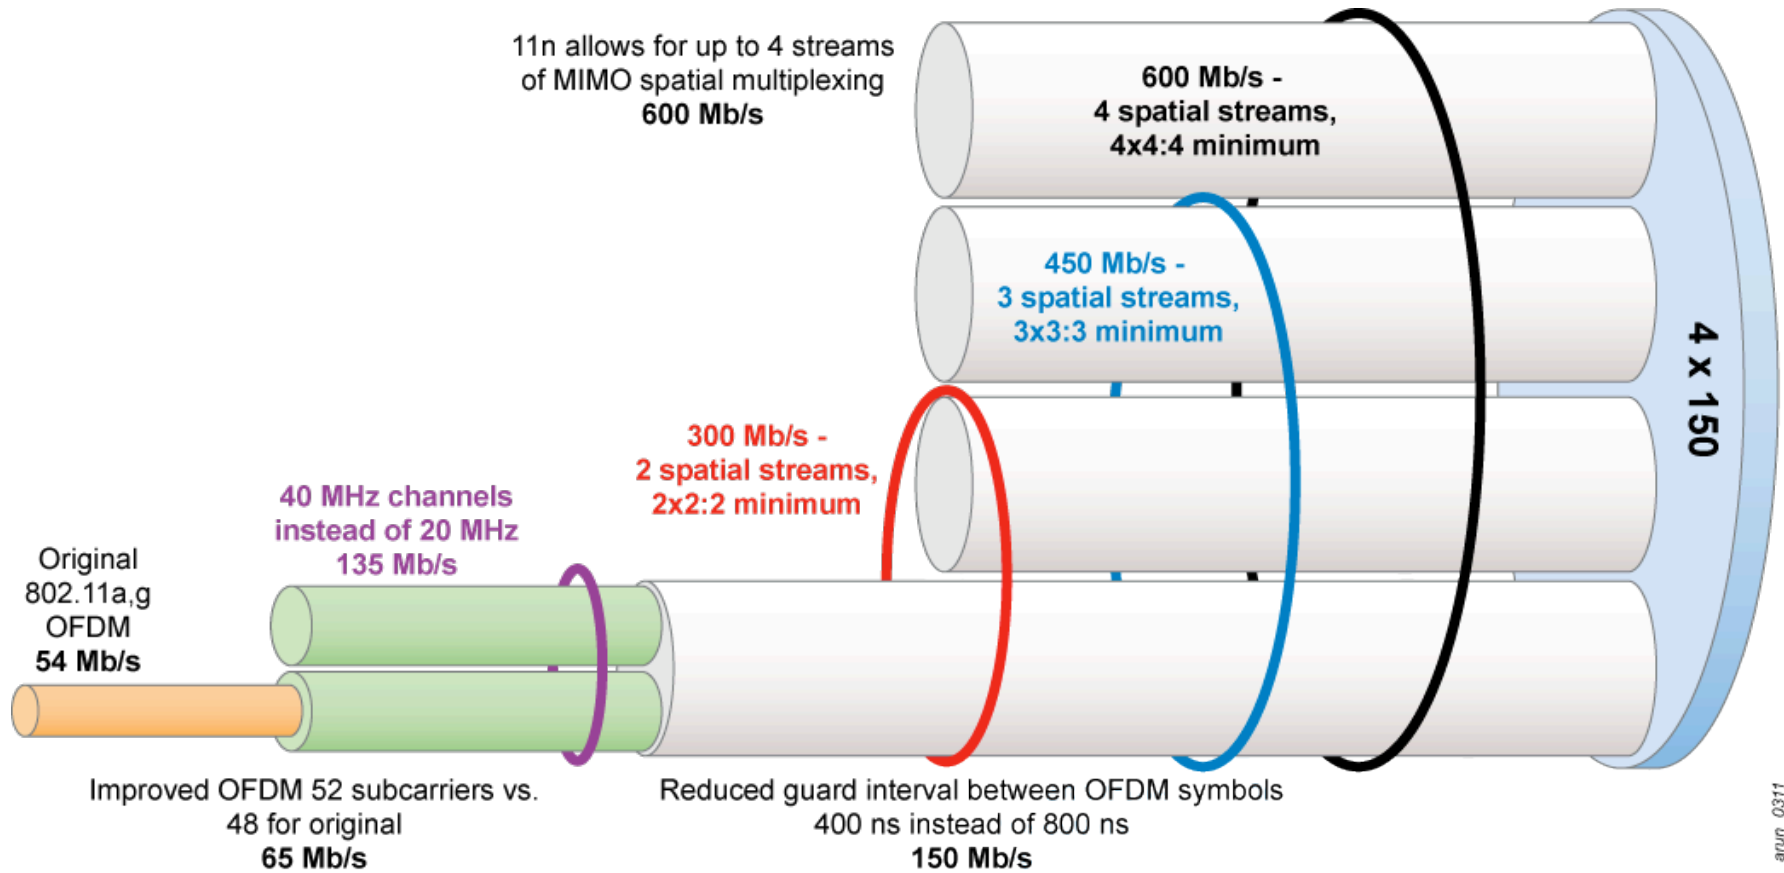 11n allows for up to 4 streams
of MIMO spatial multiplexing
600 Mb/s
600 Mb/s -
4 spatial streams,
4x4:4 minimum
450 Mb/s -
3 spatial streams,
3x3:3 minimum
4 x 150
300 Mb/s -
2 spatial streams,
2x2:2 minimum
40 MHz channels
instead of 20 MHz
135 Mb/s
Original
802.11a,g
OFDM
54 Mb/s
Improved OFDM 52 subcarriers vs.
48 for original
65 Mb/s
Reduced guard interval between OFDM symbols
400 ns instead of 800 ns
150 Mb/s
arun_0311